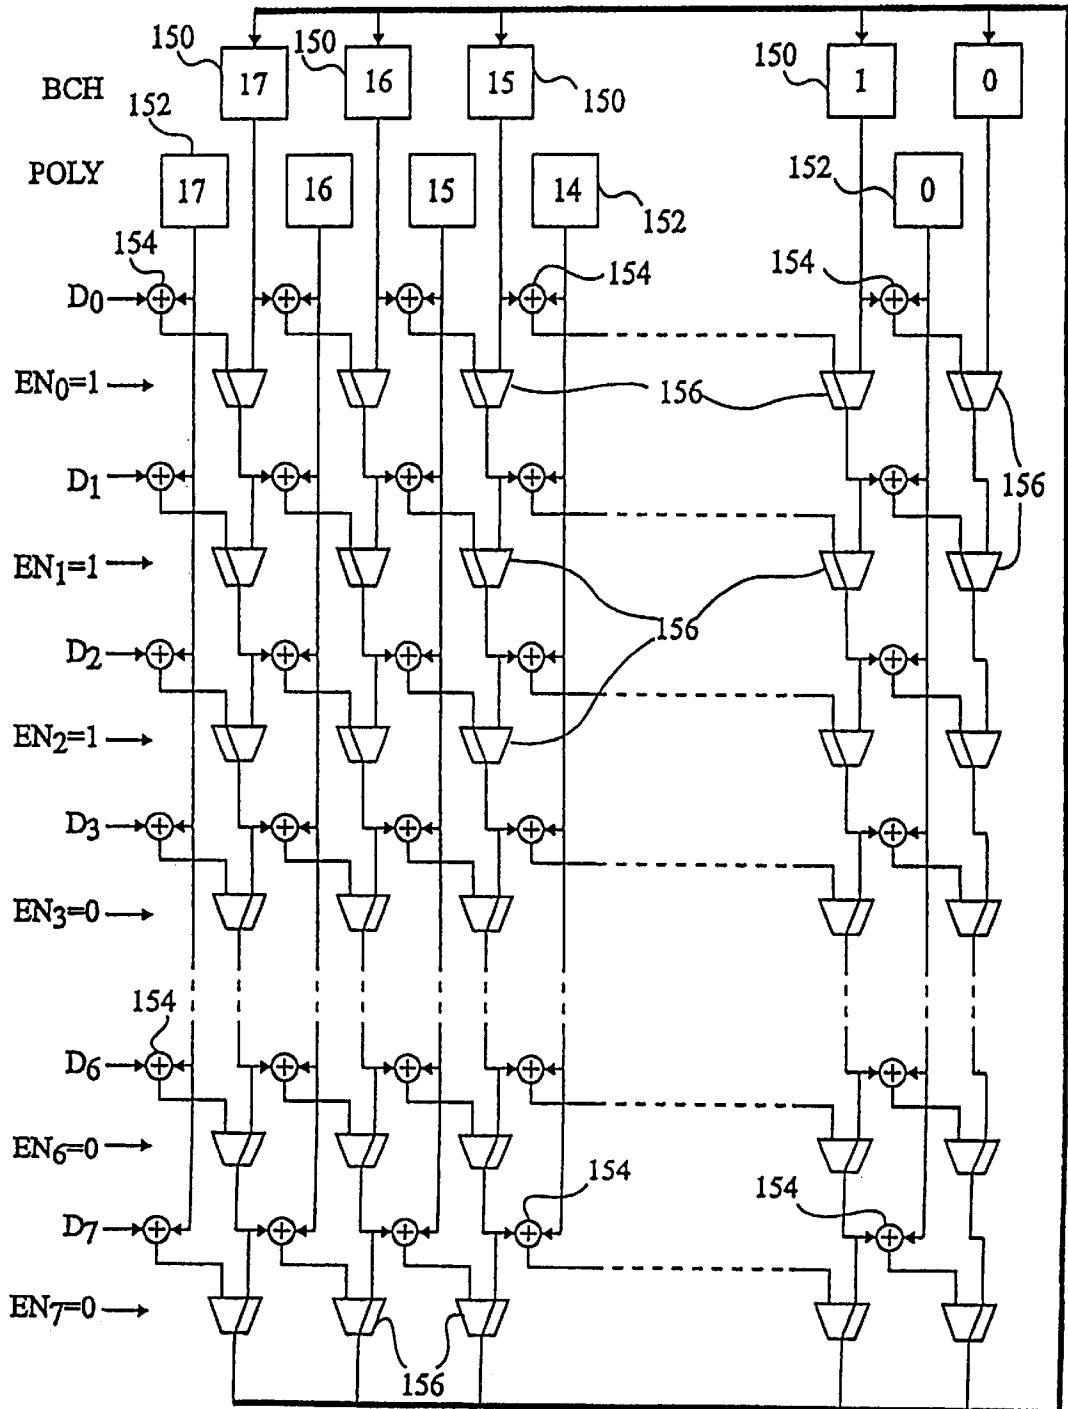 150 150 150
BCH 17 16 15 150 1 0
152
POLY 17 16 15 14 152 152 0
154 154 154
D0
EN0=1 156
D1 156
EN1=1
156
D2
EN2=1
D3
EN3=0
154
D6
EN6=0 154 154
D7
EN7=0
156